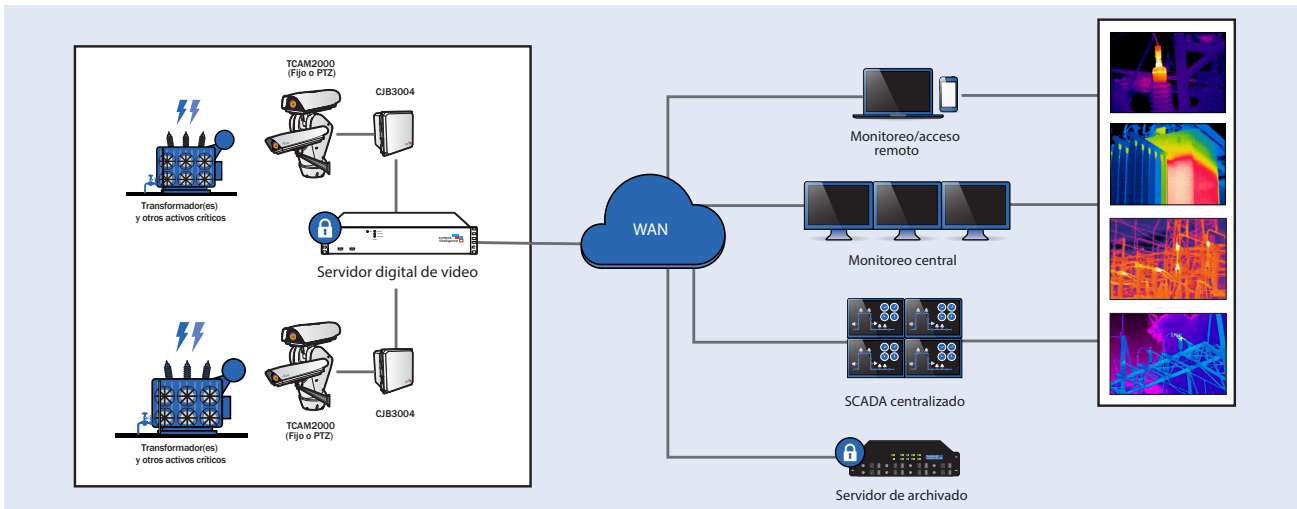 TCAM2000
(Fijo o PTZ)
CJB3004
Transformador(es)
y otros activos críticos
Servidor digital de video
Transformador(es)
y otros activos críticos
TCAM2000
(Fijo o PTZ)
CJB3004
WAN
Monitoreo/acceso
remoto
Monitoreo central
SCADA centralizado
Servidor de archivado